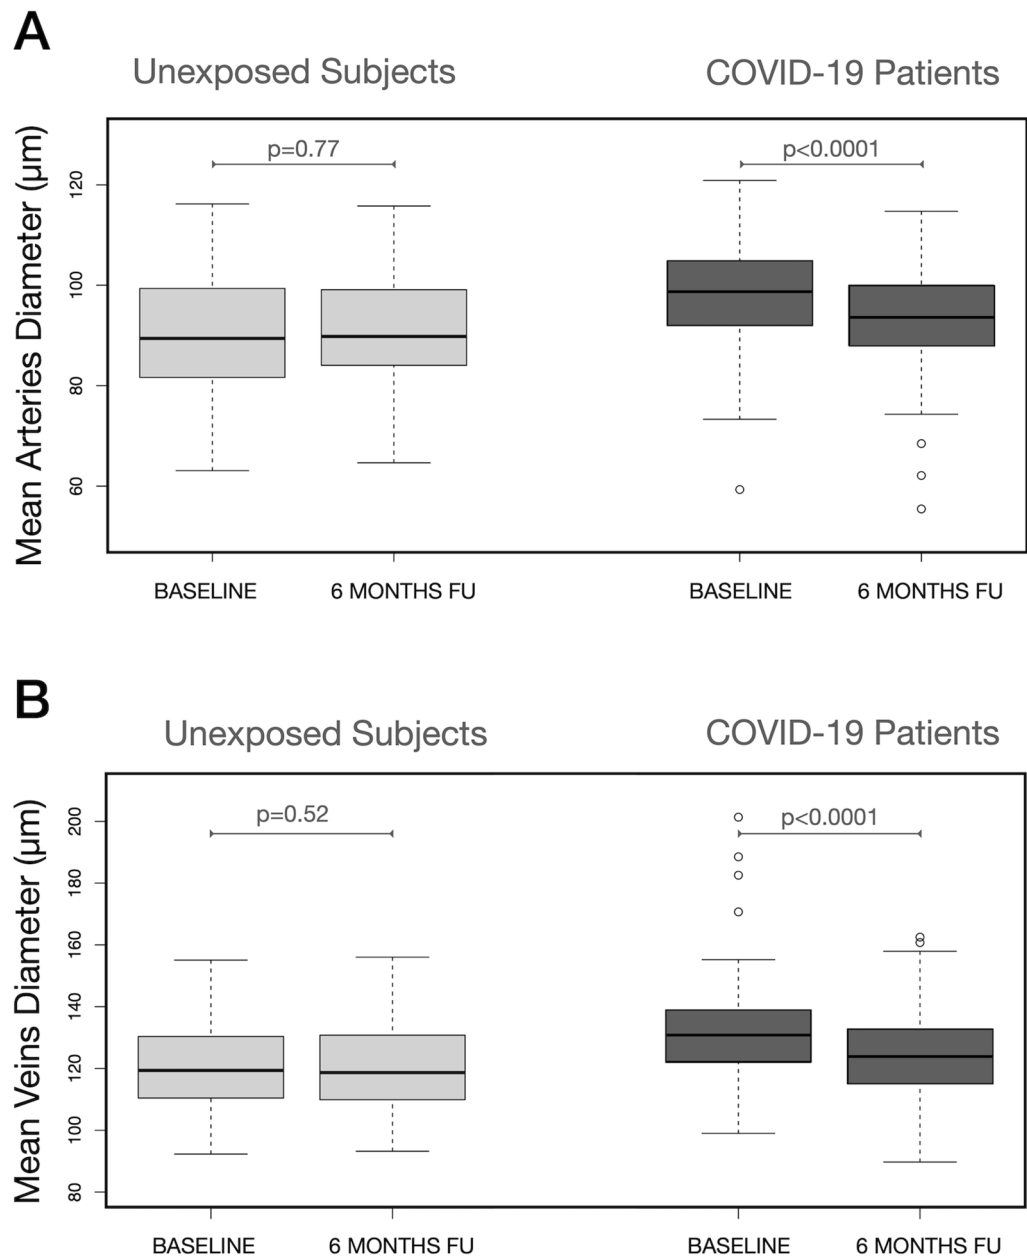 A
Unexposed Subjects
COVID-19 Patients
Mean Arteries Diameter (µm)
p=0.77
p<0.0001
120
100
80
60
BASELINE
6 MONTHS FU
BASELINE
6 MONTHS FU
B
Unexposed Subjects
COVID-19 Patients
Mean Veins Diameter (µm)
p=0.52
p<0.0001
200
180
160
140
120
100
80
BASELINE
6 MONTHS FU
BASELINE
6 MONTHS FU